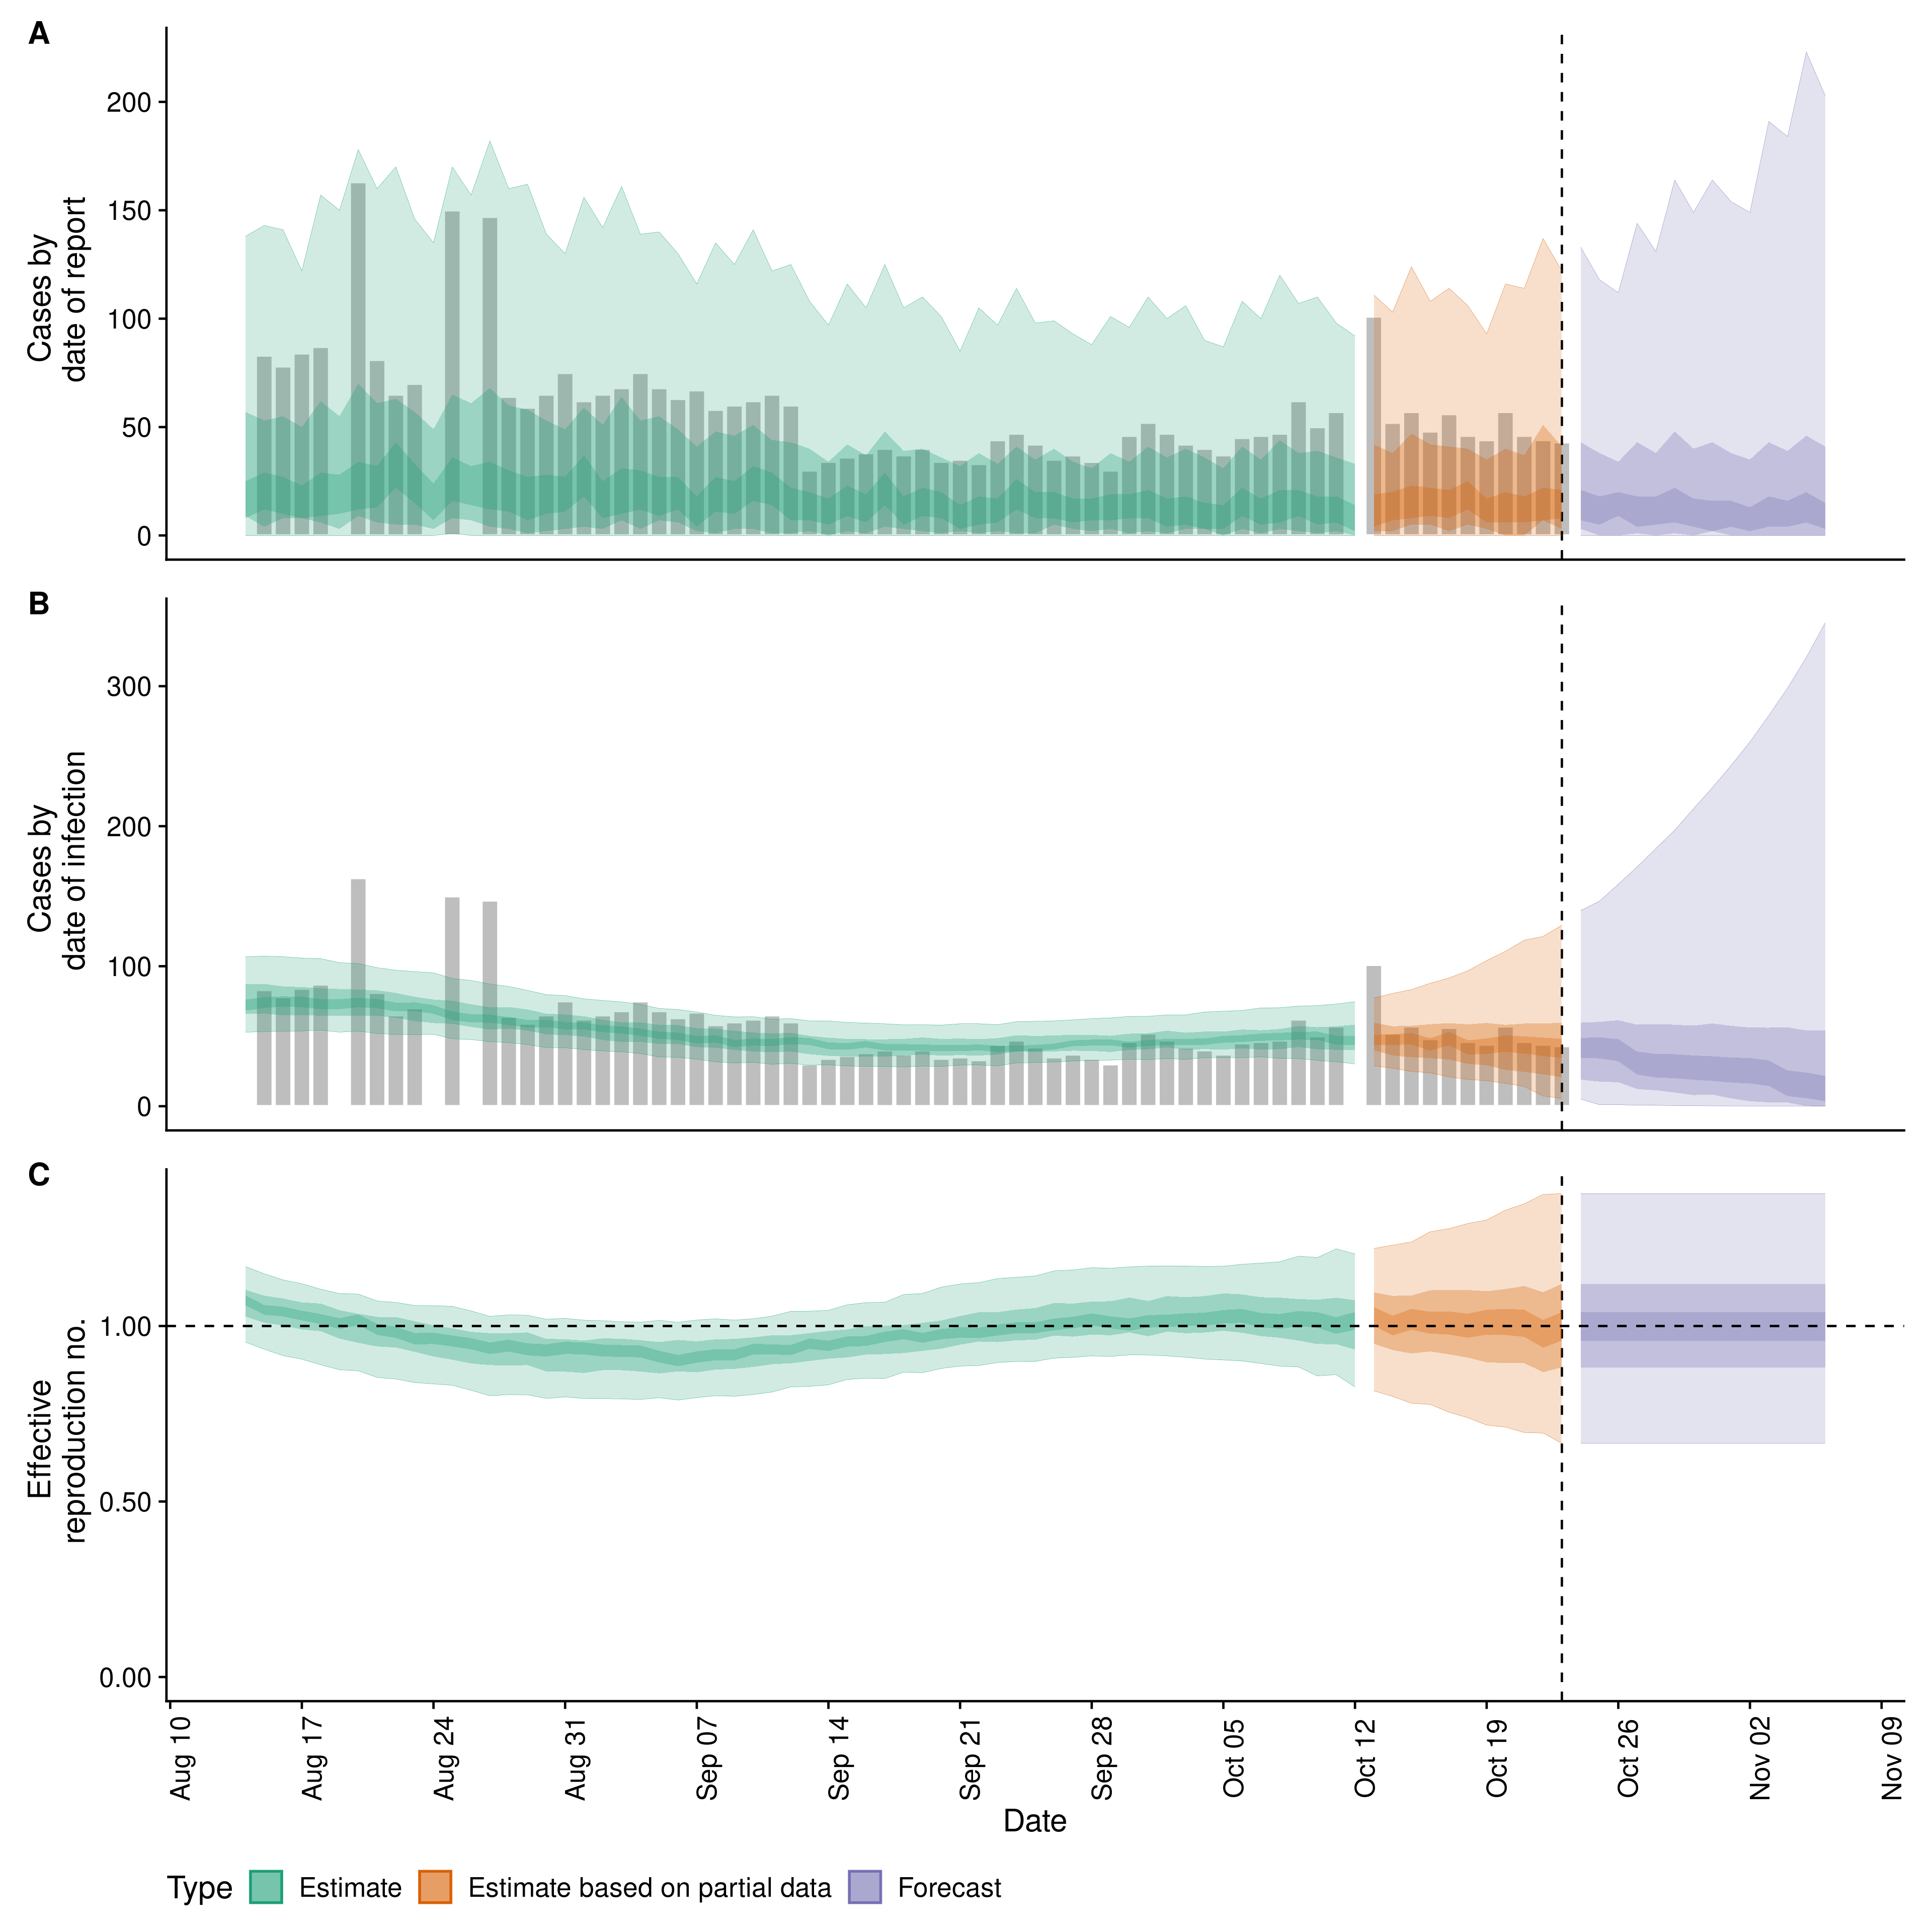 A
Cases by
date of report
200
150
100
50
0
B
Cases by
date of infection
300
200
100
0
C
Effective
reproduction no.
1.00
0.50
0.00
Aug 10
Aug 17
Aug 24
Aug 31
Sep 07
Sep 14
Sep 21
Sep 28
Oct 05
Oct 12
Oct 19
Oct 26
Nov 02
Nov 09
Date
Type Estimate Estimate based on partial data Forecast